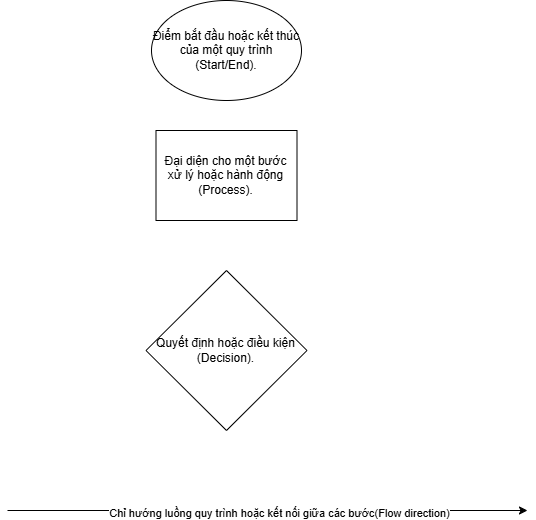 Điểm bắt đầu hoặc kết thúc
của một quy trình
(Start/End).
Đại diện cho một bước
xử lý hoặc hành động
(Process).
Quyết định hoặc điều kiện
(Decision).
Chỉ hướng luồng quy trình hoặc kết nối giữa các bước(Flow direction)